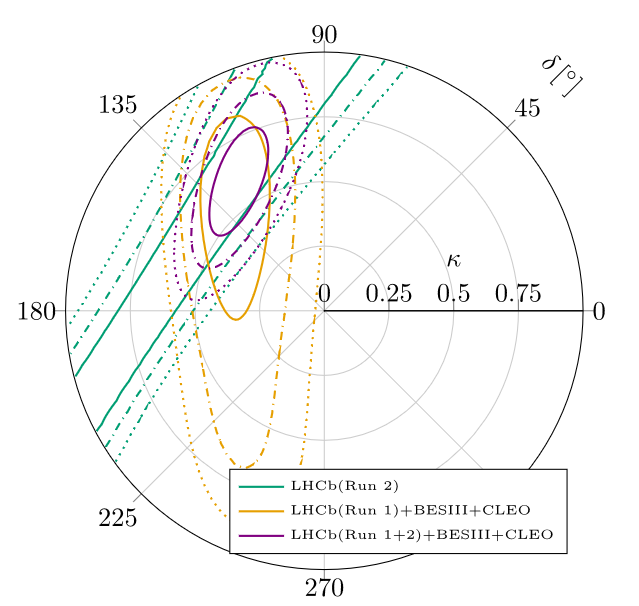 90
δ [°]
135
45
κ
180
0
0.25
0.5
0.75
0
225
LHCb(Run 2)
LHCb(Run 1)+BESIII+CLEO
LHCb(Run 1+2)+BESIII+CLEO
270